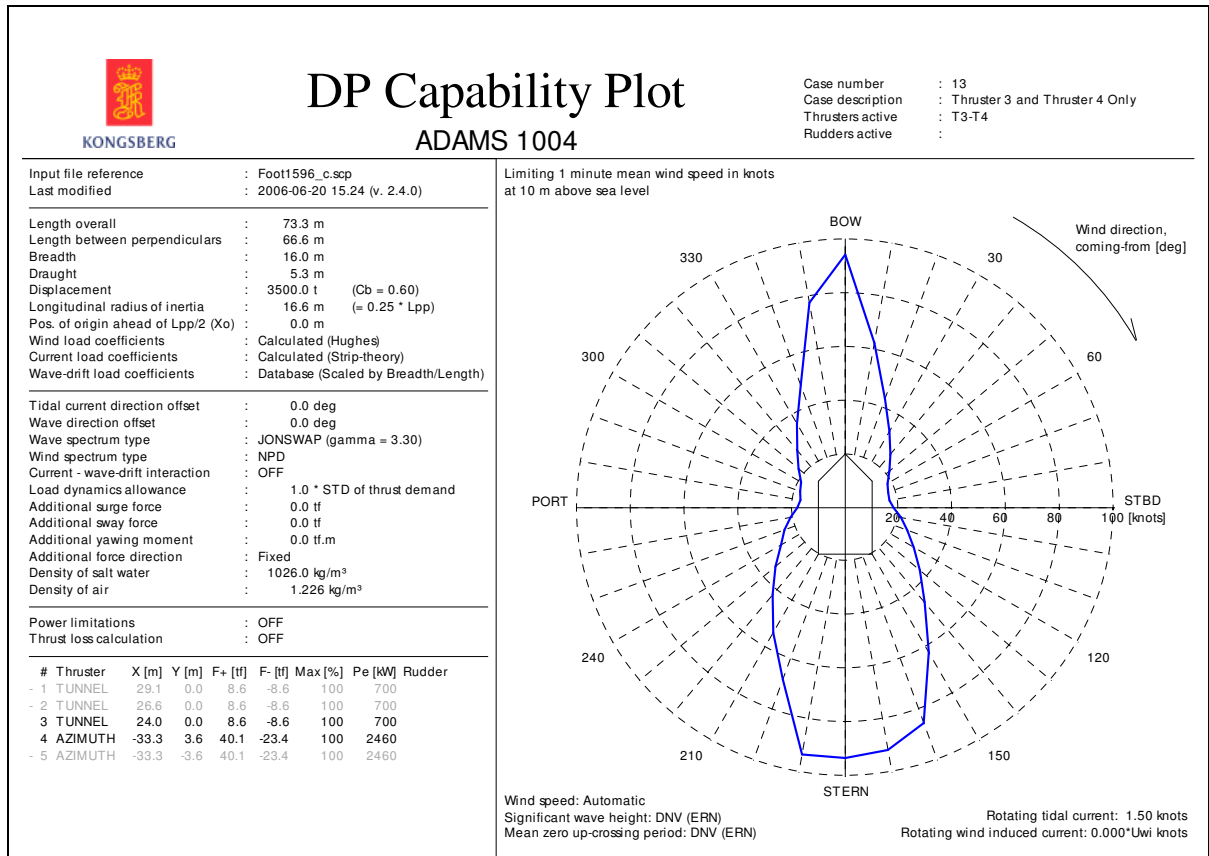 KONGSBERG
DP Capability Plot
ADAMS 1004
Case number : 13
Case description : Thruster 3 and Thruster 4 Only
Thrusters active : T3-T4
Rudders active :
Input file reference : Foot1596_c.scp
Last modified : 2006-06-20 15.24 (v. 2.4.0)
Length overall : 73.3 m
Length between perpendiculars : 66.6 m
Breadth : 16.0 m
Draught : 5.3 m
Displacement : 3500.0 t (Cb = 0.60)
Longitudinal radius of inertia : 16.6 m (= 0.25 * Lpp)
Pos. of origin ahead of Lpp/2 (Xo) : 0.0 m
Wind load coefficients : Calculated (Hughes)
Current load coefficients : Calculated (Strip-theory)
Wave-drift load coefficients : Database (Scaled by Breadth/Length)
Tidal current direction offset : 0.0 deg
Wave direction offset : 0.0 deg
Wave spectrum type : JONSWAP (gamma = 3.30)
Wind spectrum type : NPD
Current - wave-drift interaction : OFF
Load dynamics allowance : 1.0 * STD of thrust demand
Additional surge force : 0.0 tf
Additional sway force : 0.0 tf
Additional yawing moment : 0.0 tf.m
Additional force direction : Fixed
Density of salt water : 1026.0 kg/m³
Density of air : 1.226 kg/m³
Power limitations : OFF
Thrust loss calculation : OFF
# Thruster X [m] Y [m] F+ [tf] F- [tf] Max [%] Pe [kW] Rudder
- 1 TUNNEL 29.1 0.0 8.6 -8.6 100 700
- 2 TUNNEL 26.6 0.0 8.6 -8.6 100 700
3 TUNNEL 24.0 0.0 8.6 -8.6 100 700
4 AZIMUTH -33.3 3.6 40.1 -23.4 100 2460
- 5 AZIMUTH -33.3 -3.6 40.1 -23.4 100 2460
Limiting 1 minute mean wind speed in knots
at 10 m above sea level
BOW
Wind direction,
coming-from [deg]
330 30
300 60
PORT STBD
20 40 60 80 100 [knots]
240 120
210 150
STERN
Wind speed: Automatic
Significant wave height: DNV (ERN)
Mean zero up-crossing period: DNV (ERN)
Rotating tidal current: 1.50 knots
Rotating wind induced current: 0.000*Uwi knots